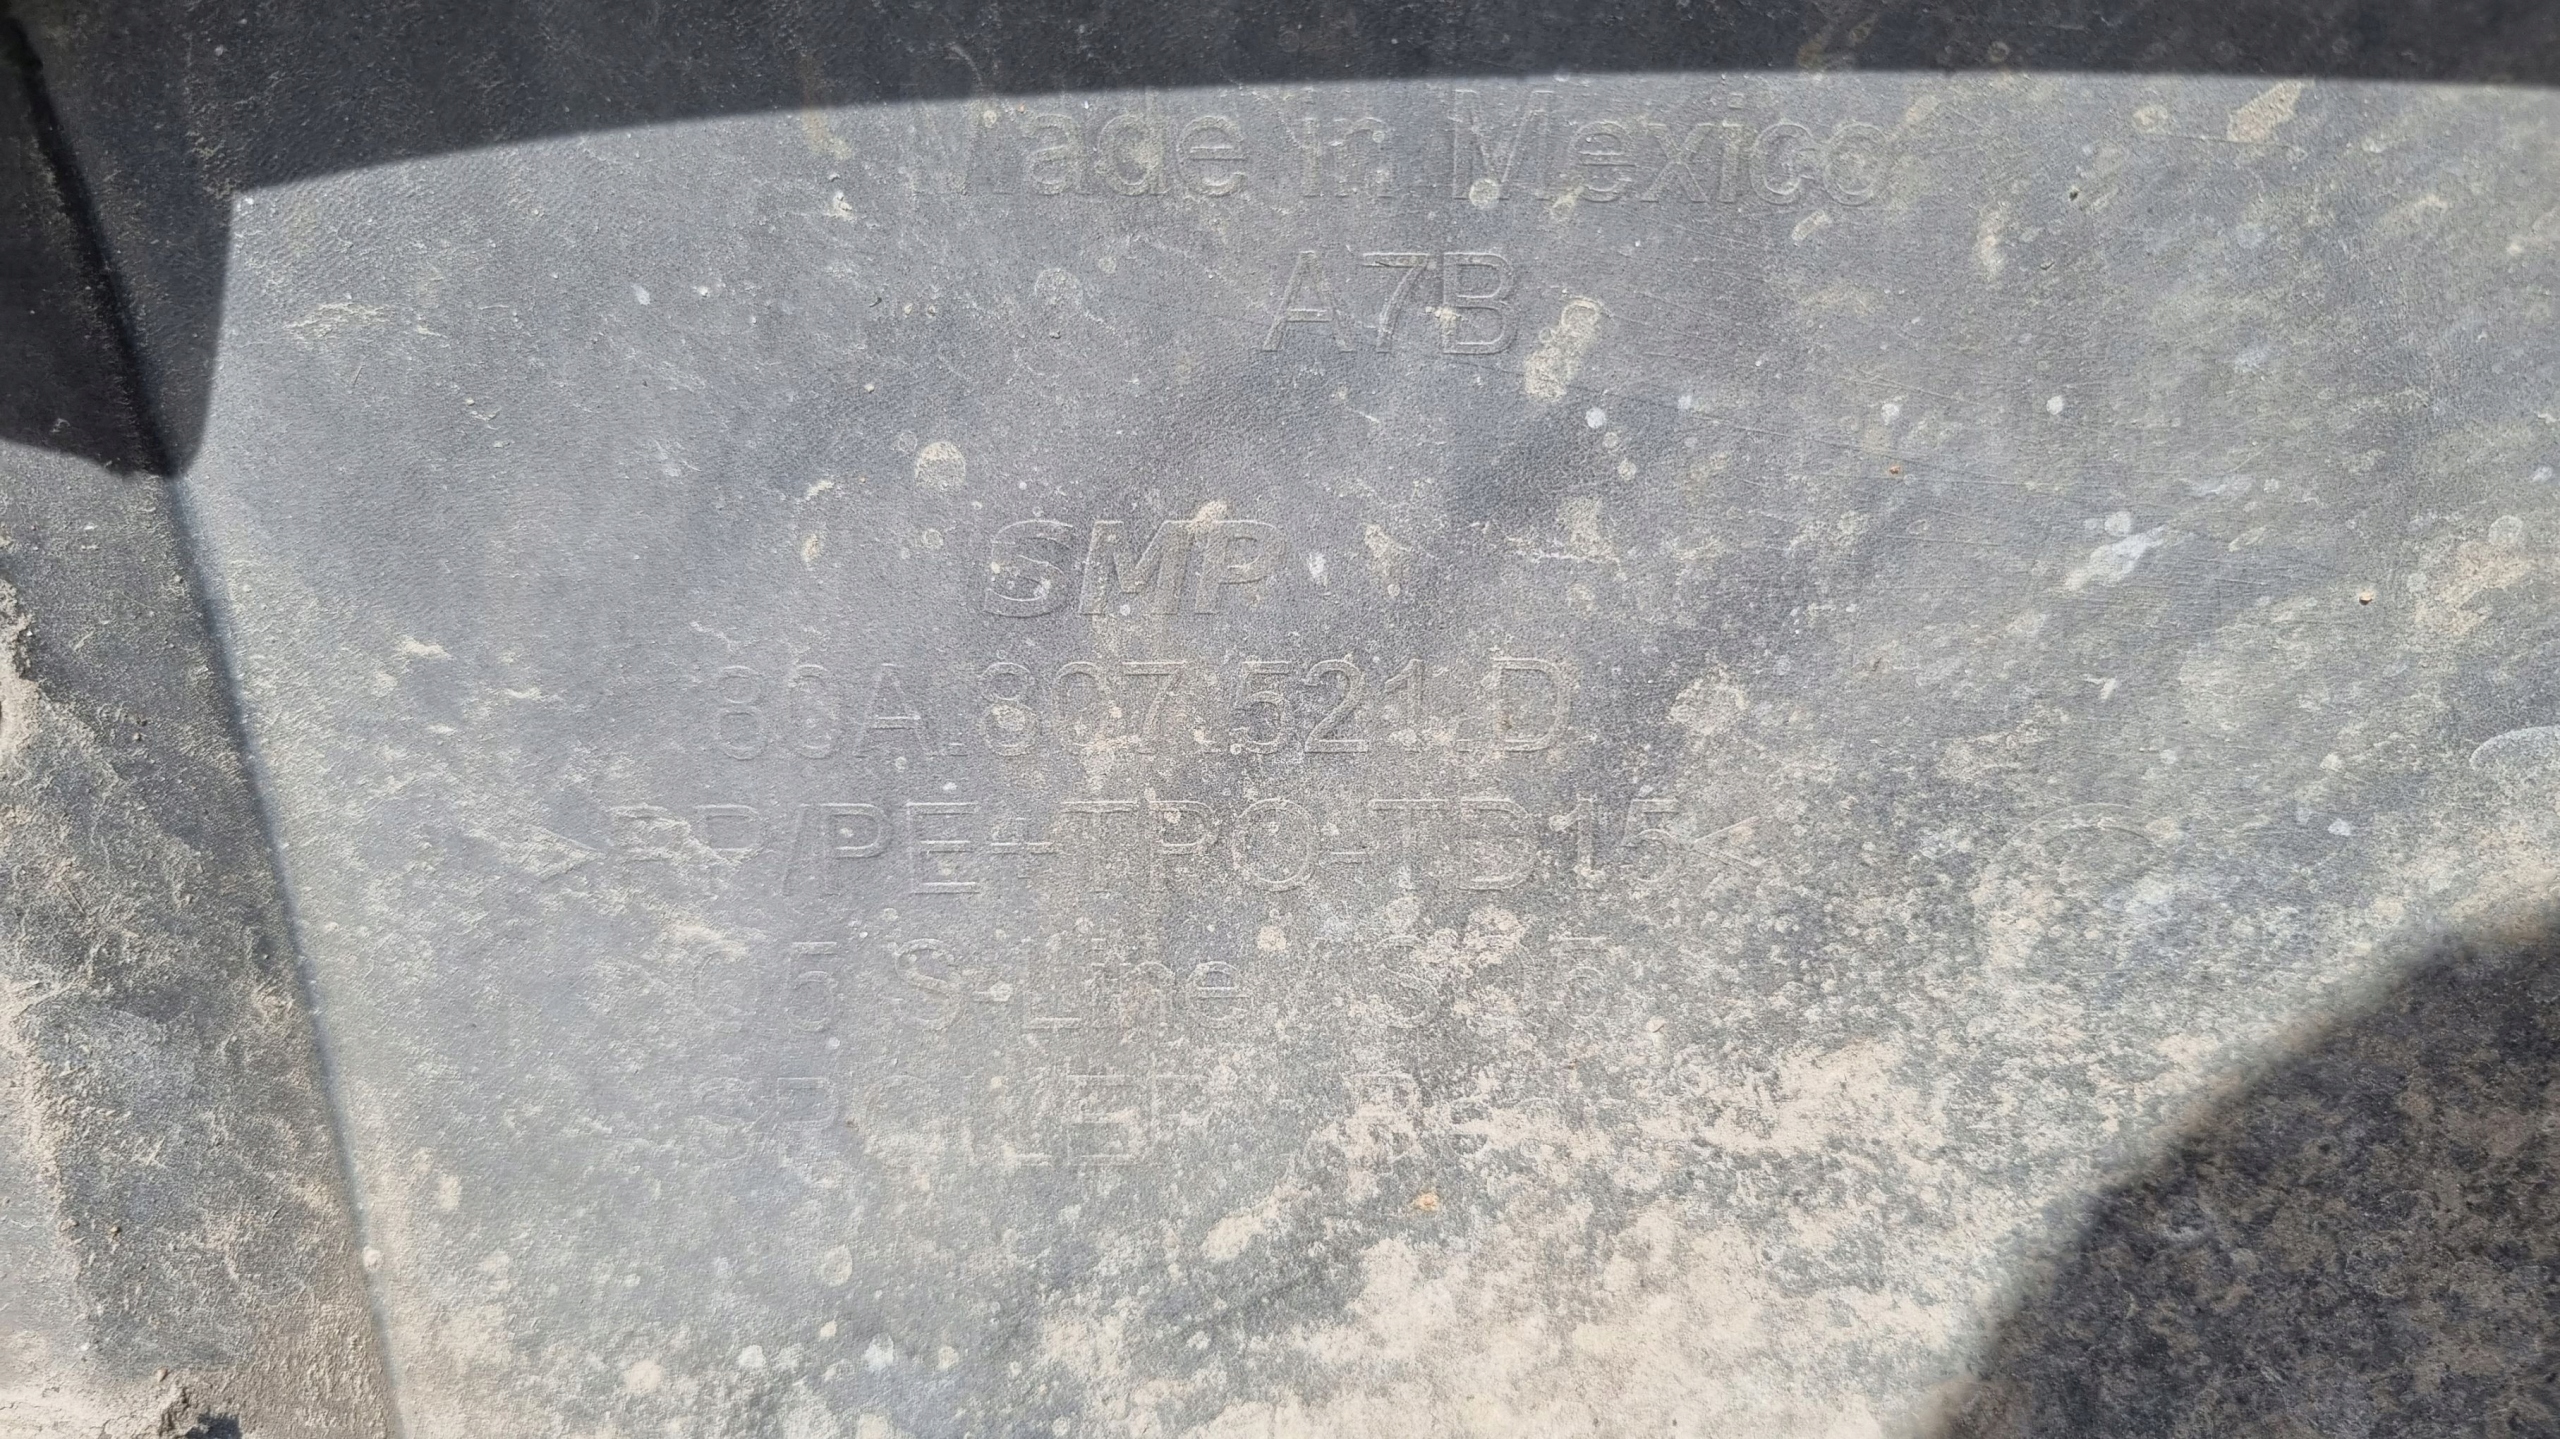 Made in Mexico
A7B
SMP
80A.807.521.D
>PP/PE+TPO-TD15<
Q5 S-Line / SQ5
SPOILER